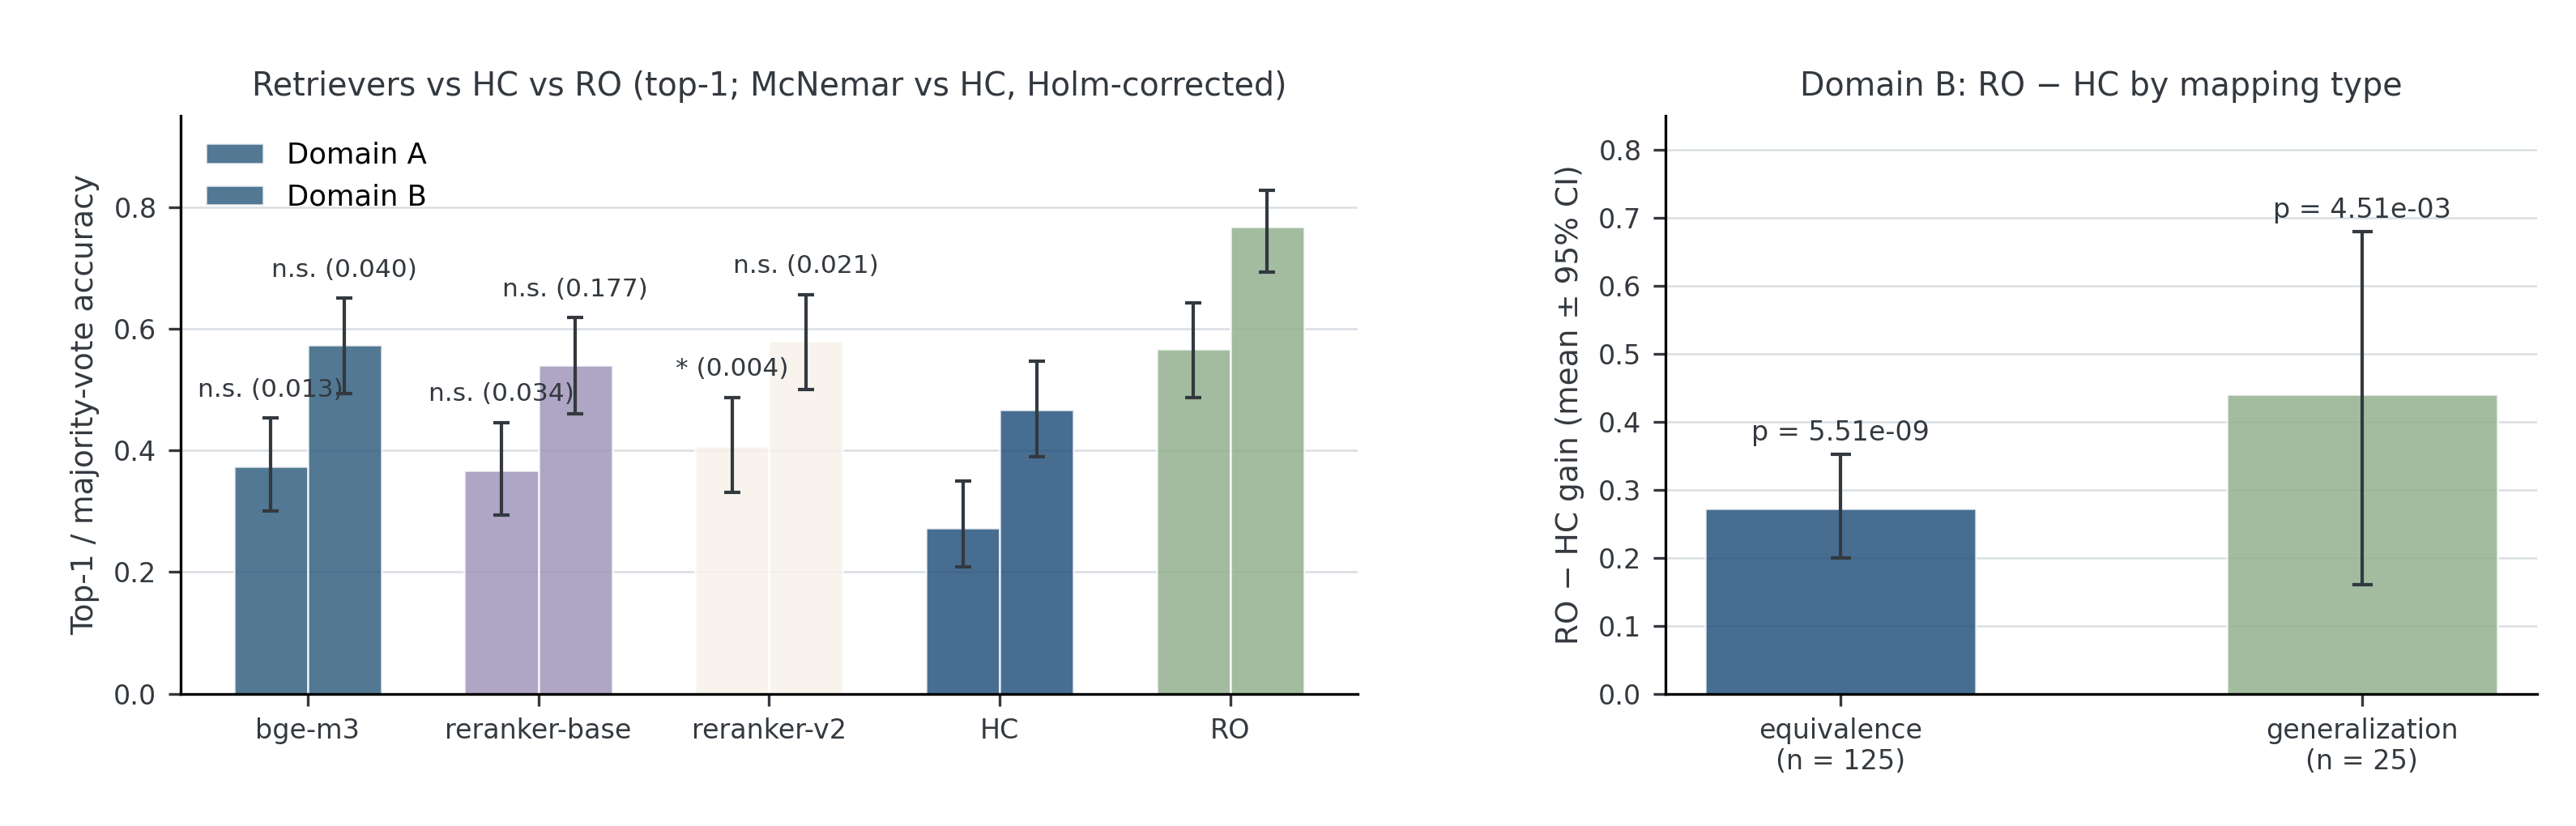 Retrievers vs HC vs RO (top-1; McNemar vs HC, Holm-corrected)
Top-1 / majority-vote accuracy
0.8
0.6
0.4
0.2
0.0
Domain A
Domain B
n.s. (0.013)
n.s. (0.040)
n.s. (0.034)
n.s. (0.177)
* (0.004)
n.s. (0.021)
bge-m3
reranker-base
reranker-v2
HC
RO
Domain B: RO − HC by mapping type
RO − HC gain (mean ± 95% CI)
0.8
0.7
0.6
0.5
0.4
0.3
0.2
0.1
0.0
p = 5.51e-09
p = 4.51e-03
equivalence
(n = 125)
generalization
(n = 25)